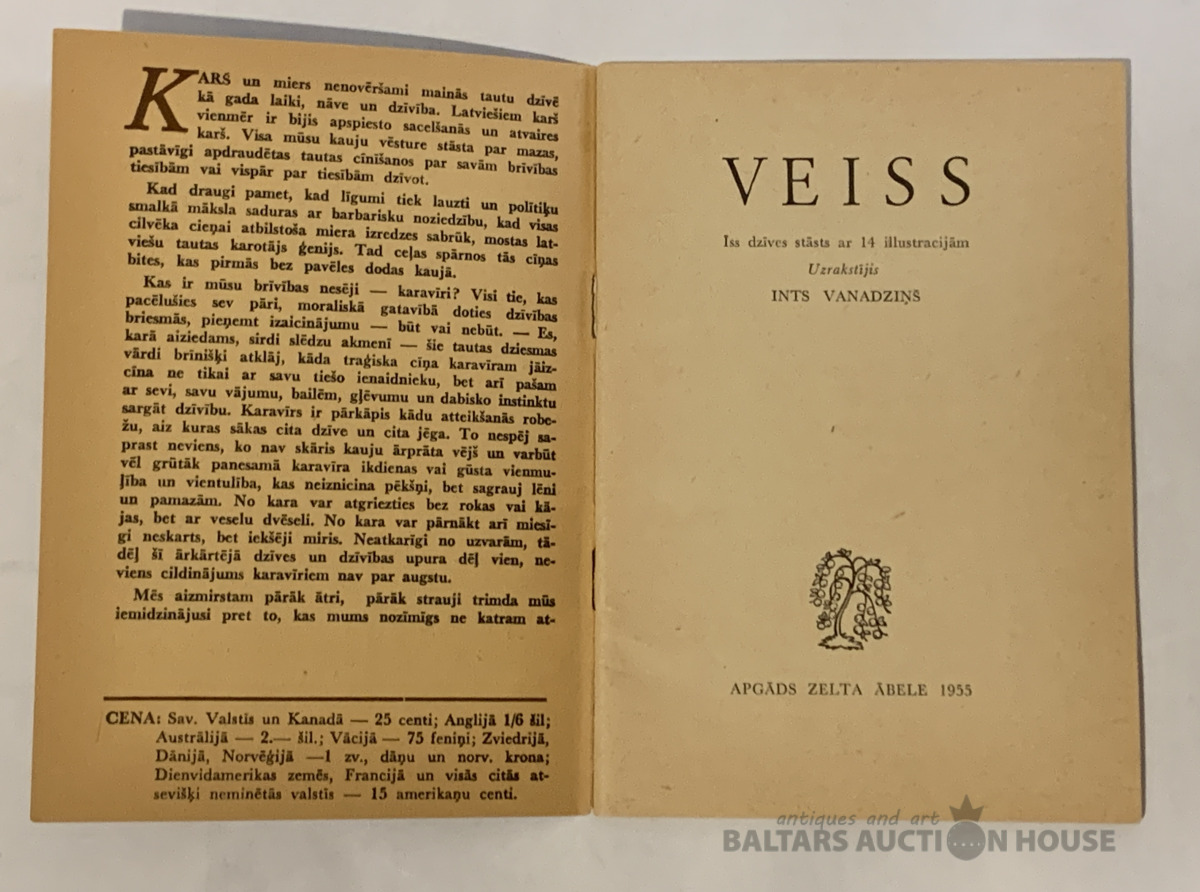 KARŠ un miers nenovēršami mainās tautu dzīvē
kā gada laiki, nāve un dzīvība. Latviešiem karš
vienmēr ir bijis apspiesto sacelšanās un atvaires
karš. Visa mūsu kauju vēsture stāsta par mazas,
pastāvīgi apdraudētas tautas cīnīšanos par savām brīvības
tiesībām vai vispār par tiesībām dzīvot.
Kad draugi pamet, kad līgumi tiek lauzti un polītiķu
smalkā māksla saduras ar barbarisku noziedzību, kad visas
cilvēka cieņai atbilstoša miera izredzes sabrūk, mostas lat-
viešu tautas karotājs ģenijs. Tad ceļas spārnos tās cīņas
bites, kas pirmās bez pavēles dodas kaujā.
Kas ir mūsu brīvības nesēji — karavīri? Visi tie, kas
pacēlušies sev pāri, moraliskā gatavībā doties dzīvības
briesmās, pieņemt izaicinājumu — būt vai nebūt. — Es,
karā aiziedams, sirdi slēdzu akmenī — šie tautas dziesmas
vārdi brīnišķi atklāj, kāda traģiska cīņa karavīram jāiz-
cīna ne tikai ar savu tiešo ienaidnieku, bet arī pašam
ar sevi, savu vājumu, bailēm, gļēvumu un dabisko instinktu
sargāt dzīvību. Karavīrs ir pārkāpis kādu atteikšanās robe-
žu, aiz kuras sākas cita dzīve un cita jēga. To nespēj sa-
prast neviens, ko nav skāris kauju ārprāta vējš un varbūt
vēl grūtāk panesamā karavīra ikdienas vai gūsta vienmu-
ļība un vientulība, kas neiznicina pēkšņi, bet sagrauj lēni
un pamazām. No kara var atgriezties bez rokas vai kā-
jas, bet ar veselu dvēseli. No kara var pārnākt arī miesī-
gi neskarts, bet iekšēji miris. Neatkarīgi no uzvarām, tā-
dēļ šī ārkārtējā dzīves un dzīvības upura dēļ vien, ne-
viens cildinājums karavīriem nav par augstu.
Mēs aizmirstam pārāk ātri, pārāk strauji trimda mūs
iemidzinājusi pret to, kas mums nozīmīgs ne katram at-
CENA: Sav. Valstīs un Kanadā — 25 centi; Anglijā 1/6 šil;
Austrālijā — 2.— šil.; Vācijā — 75 feniņi; Zviedrijā,
Dānijā, Norvēģijā —1 zv., dāņu un norv. krona;
Dienvidamerikas zemēs, Francijā un visās citās at-
sevišķi neminētās valstīs — 15 amerikaņu centi.
VEISS
Iss dzīves stāsts ar 14 illustracijām
Uzrakstījis
INTS VANADZIŅŠ
APGĀDS ZELTA ĀBELE 1955
antiques and art
BALTARS AUCTION HOUSE